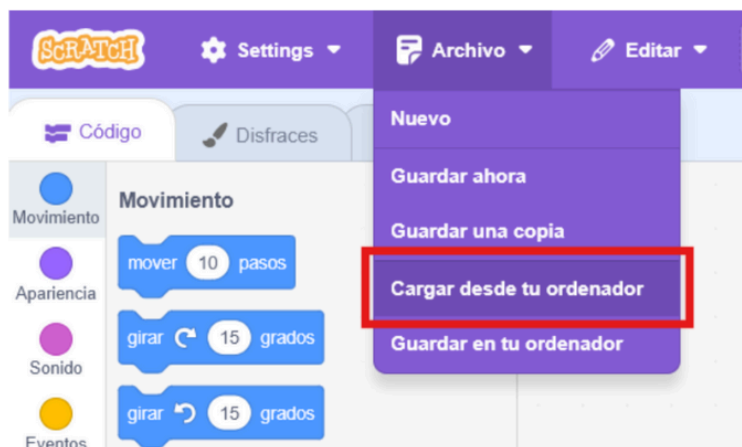 SCRATCH Settings Archivo Editar
Código Disfraces
Nuevo
Guardar ahora
Guardar una copia
Cargar desde tu ordenador
Guardar en tu ordenador
Movimiento
Apariencia
Sonido
Eventos
Movimiento
mover 10 pasos
girar 15 grados
girar 15 grados